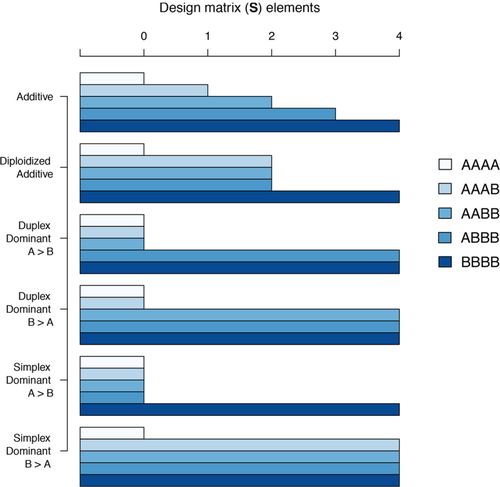 Design matrix (S) elements
0 1 2 3 4
Additive
Diploidized
Additive
Duplex
Dominant
A > B
Duplex
Dominant
B > A
Simplex
Dominant
A > B
Simplex
Dominant
B > A
AAAA
AAAB
AABB
ABBB
BBBB